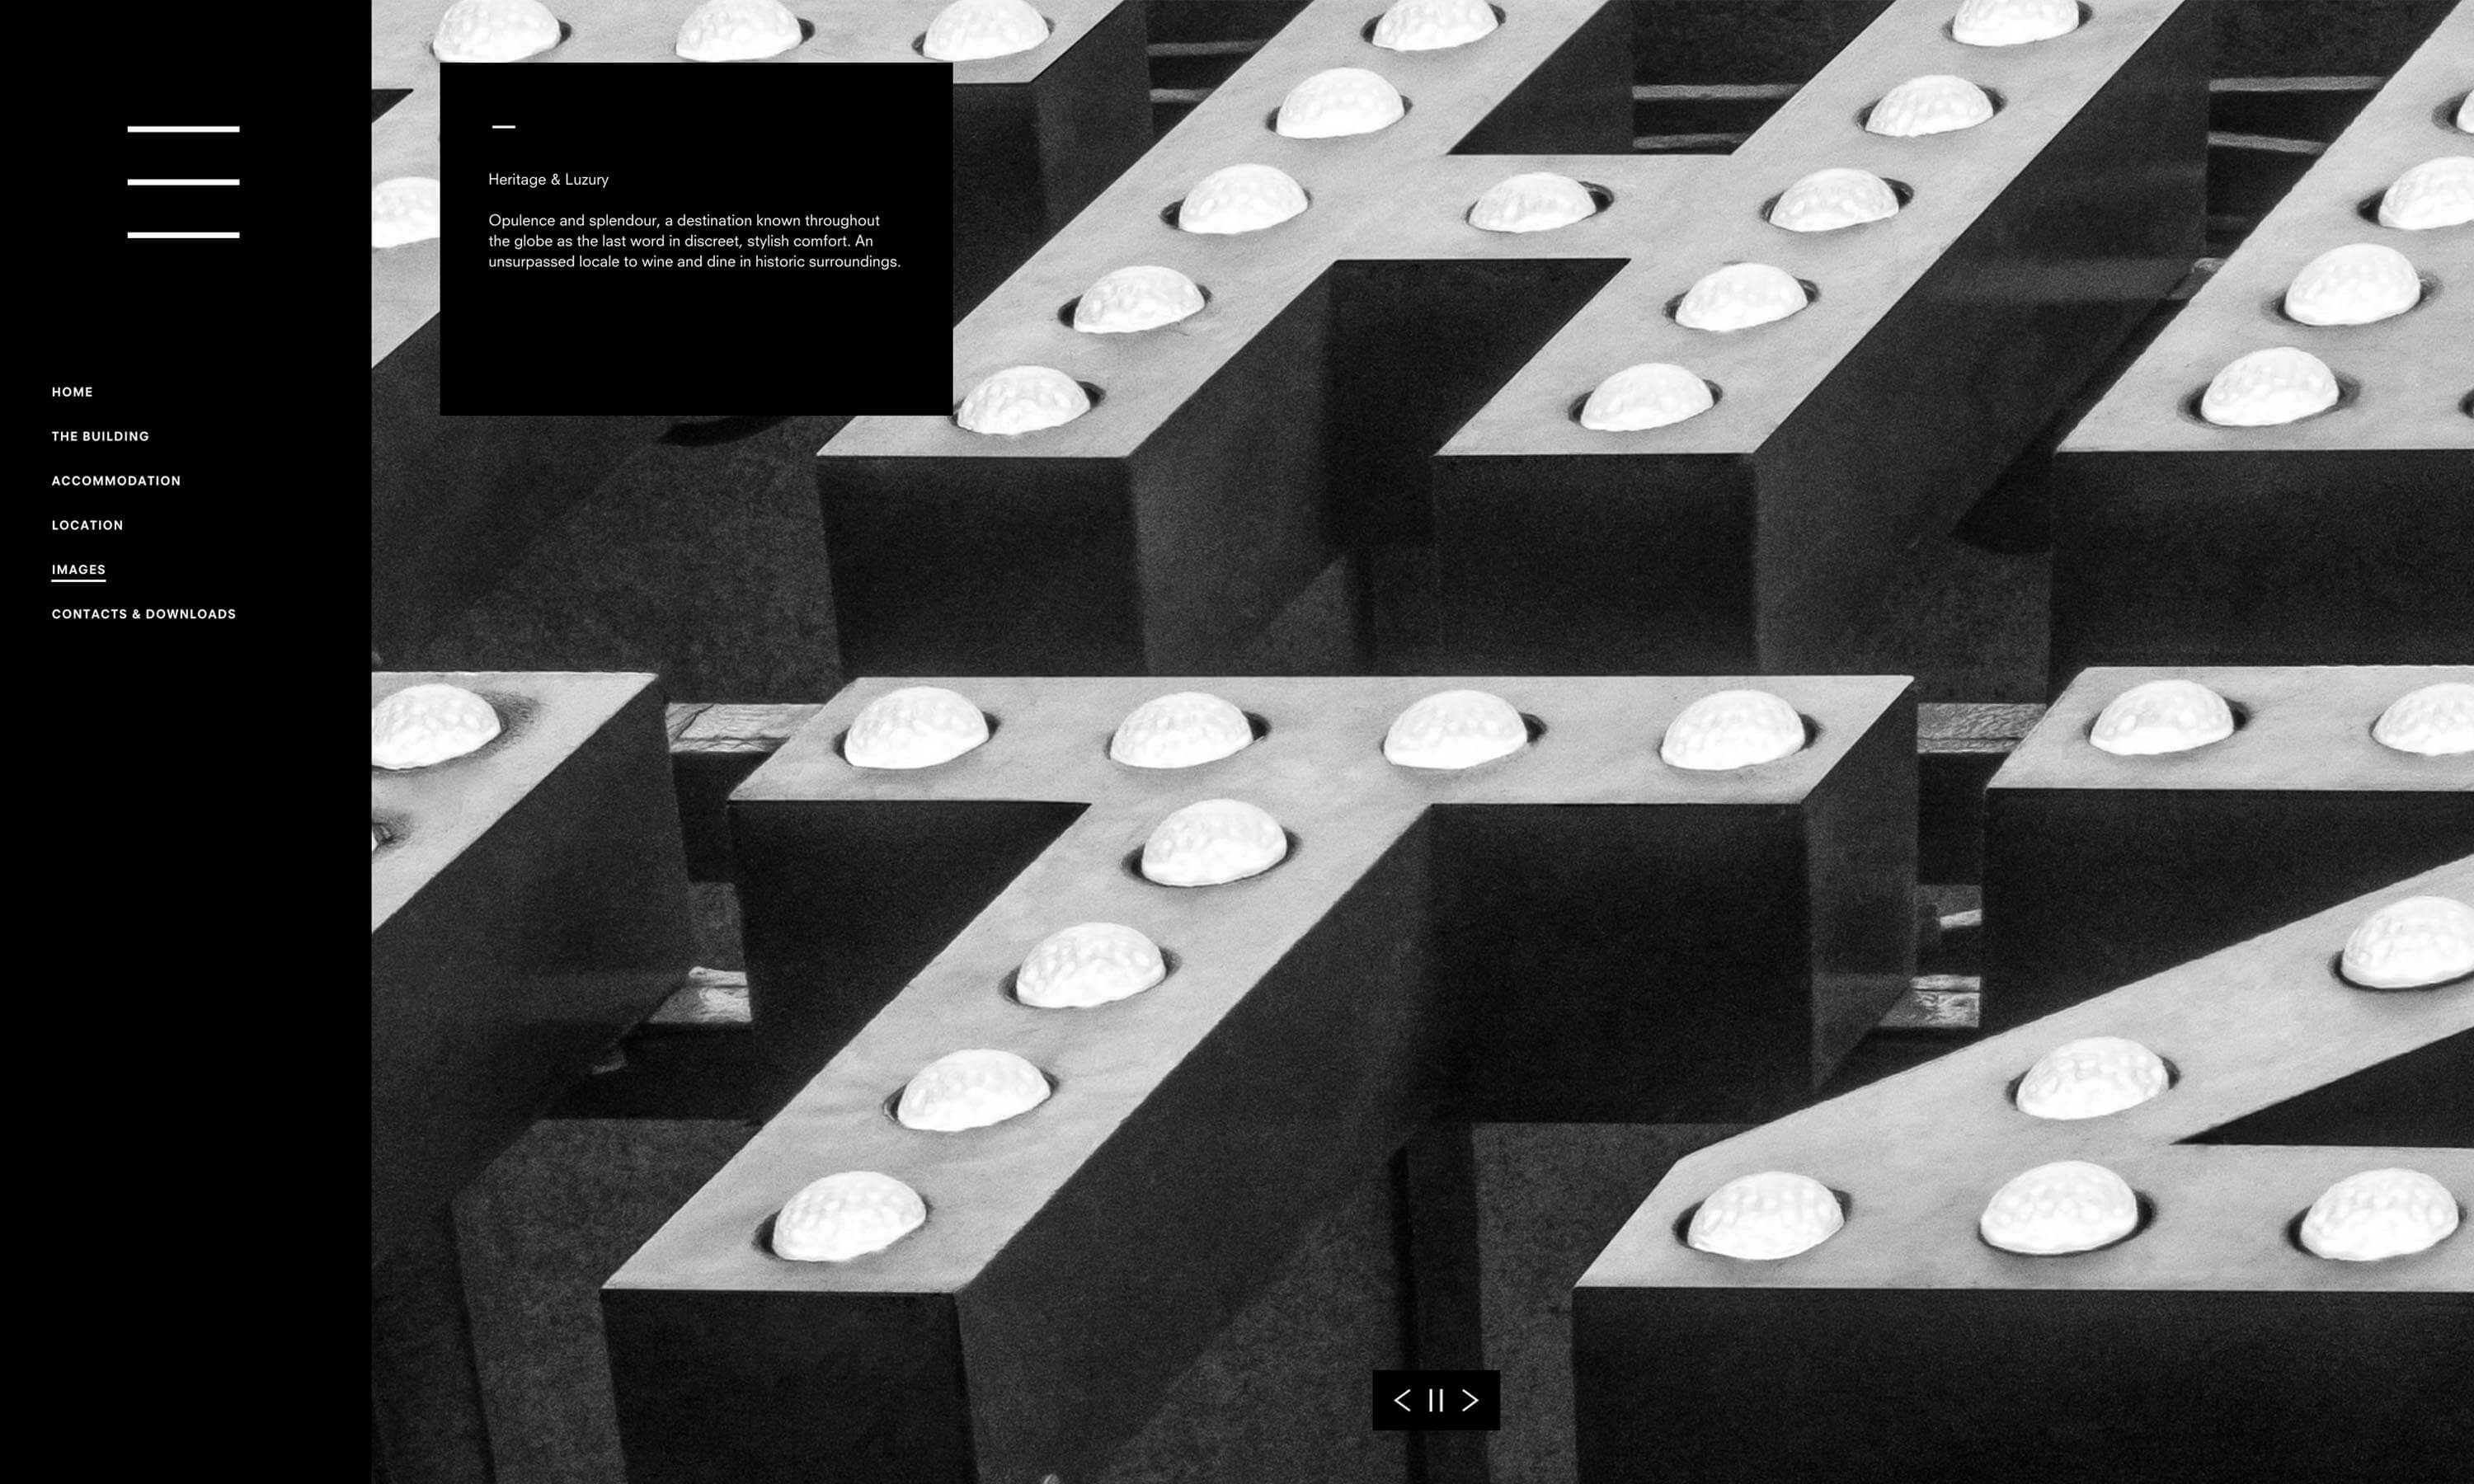 HOME
THE BUILDING
ACCOMMODATION
LOCATION
IMAGES
CONTACTS & DOWNLOADS
Heritage & Luzury
Opulence and splendour, a destination known throughout
the globe as the last word in discreet, stylish comfort. An
unsurpassed locale to wine and dine in historic surroundings.